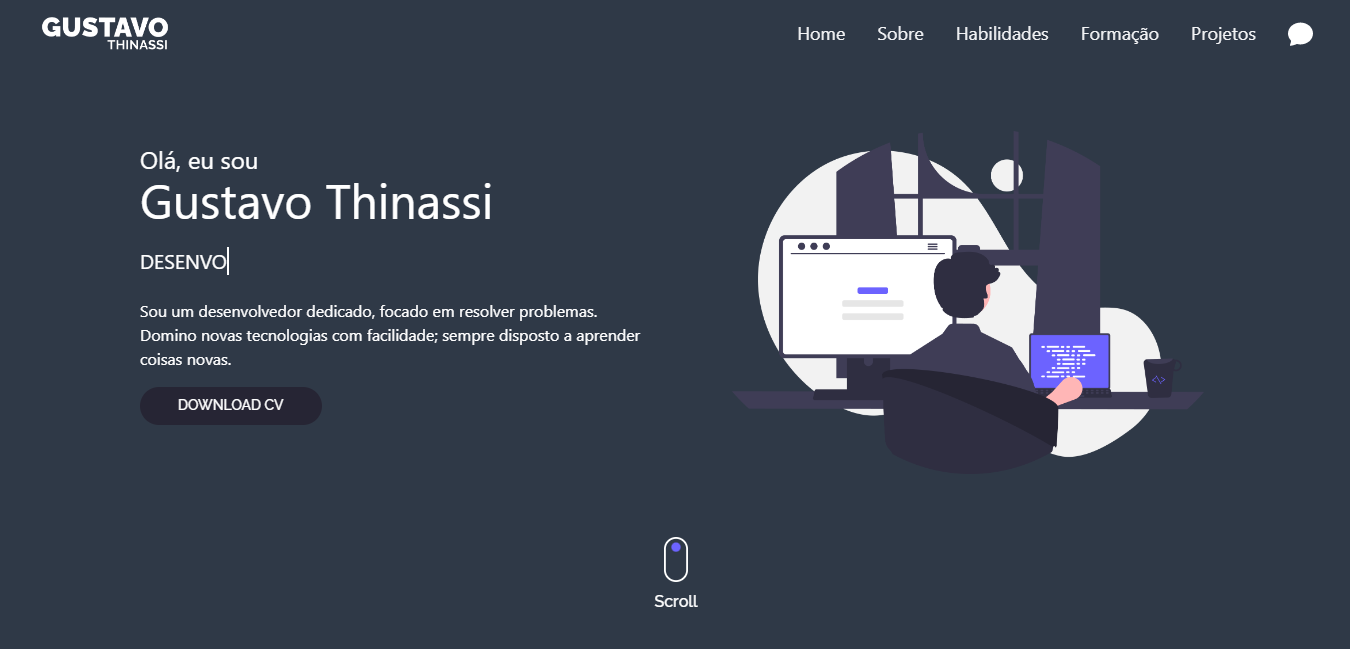 GUSTAVO
THINASSI
Home Sobre Habilidades Formação Projetos
Olá, eu sou
Gustavo Thinassi
DESENVO
Sou um desenvolvedor dedicado, focado em resolver problemas.
Domino novas tecnologias com facilidade; sempre disposto a aprender
coisas novas.
DOWNLOAD CV
Scroll